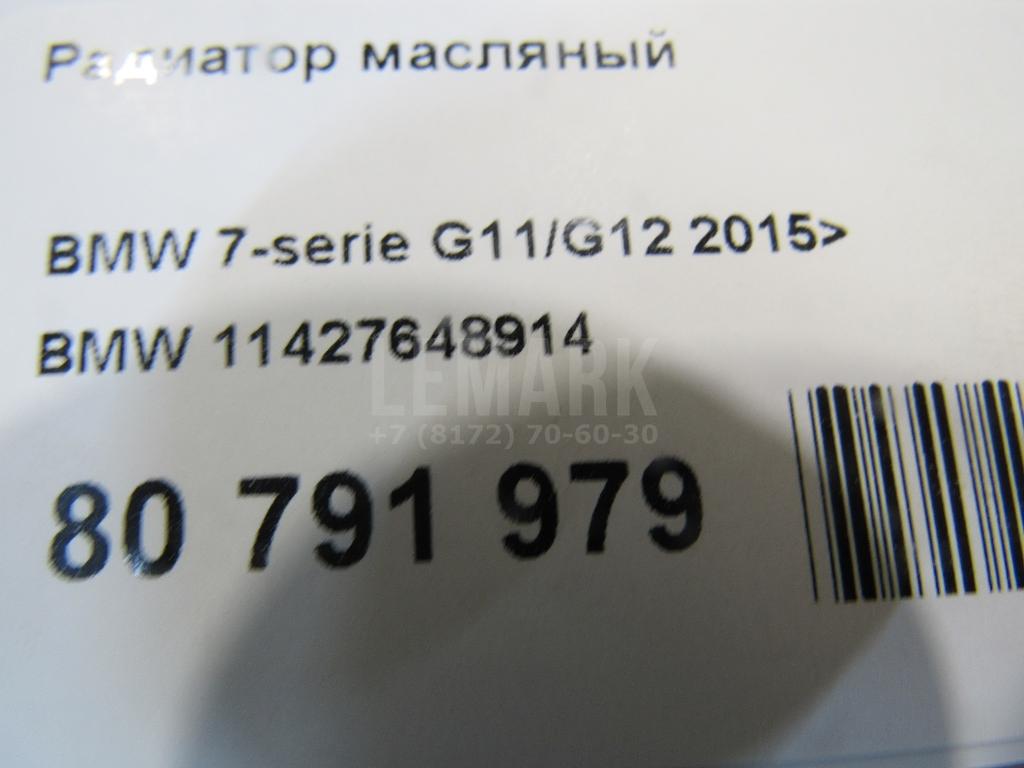 Радиатор масляный
BMW 7-serie G11/G12 2015>
BMW 11427648914
LEMARK
+7 (8172) 70-60-30
80 791 979